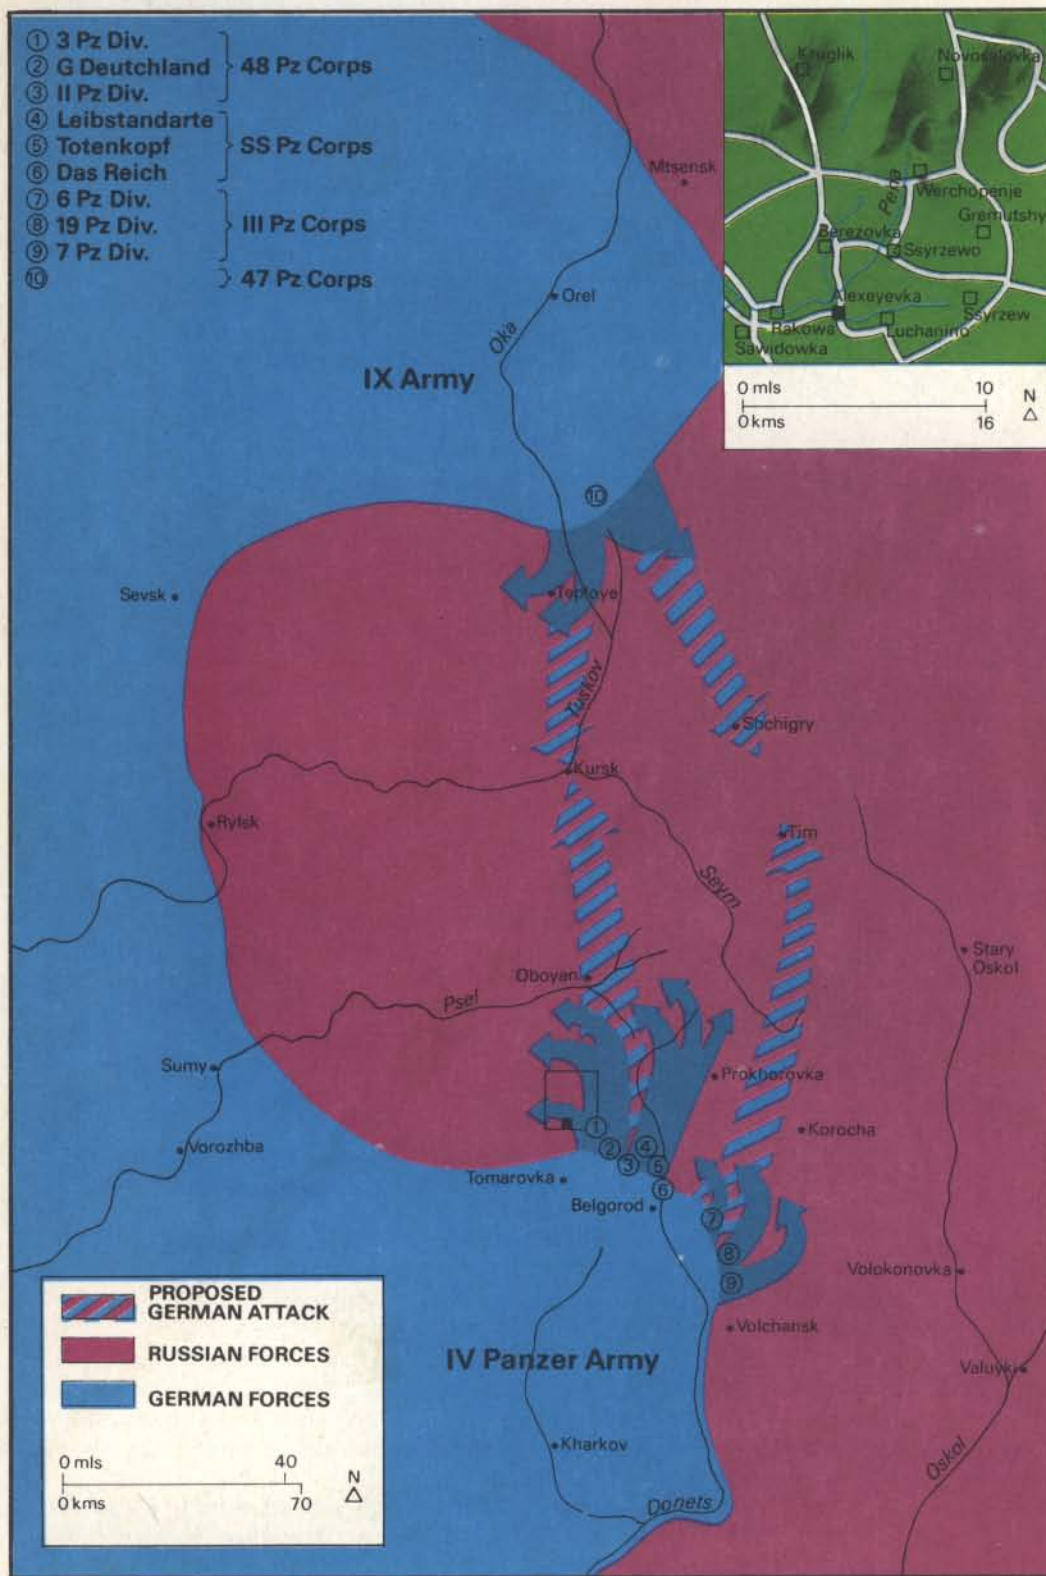 ① 3 Pz Div.
② G Deutchland
③ II Pz Div.
48 Pz Corps
④ Leibstandarte
⑤ Totenkopf
⑥ Das Reich
SS Pz Corps
⑦ 6 Pz Div.
⑧ 19 Pz Div.
⑨ 7 Pz Div.
III Pz Corps
⑩ 47 Pz Corps
Kruglik
Novoselovka
Werchopenje
Pena
Gremutshy
Berezovka
Ssyrzewo
Alexeyevka
Ssyrzew
Rakowa
Luchanino
Sawidowka
0 mls 10
0 kms 16
N
Mtsensk
Orel
Oka
IX Army
⑩
Sevsk
Teploye
Tuskov
Shchigry
Kursk
Rylsk
Tim
Seym
Stary
Oskol
Oboyan
Psel
Sumy
Prokhorovka
Korocha
Vorozhba
①
②
③
④
⑤
⑥
Tomarovka
Belgorod
⑦
⑧
⑨
Volokonovka
Volchansk
Valuyki
IV Panzer Army
Kharkov
Donets
Oskol
PROPOSED
GERMAN ATTACK
RUSSIAN FORCES
GERMAN FORCES
0 mls 40
0 kms 70
N